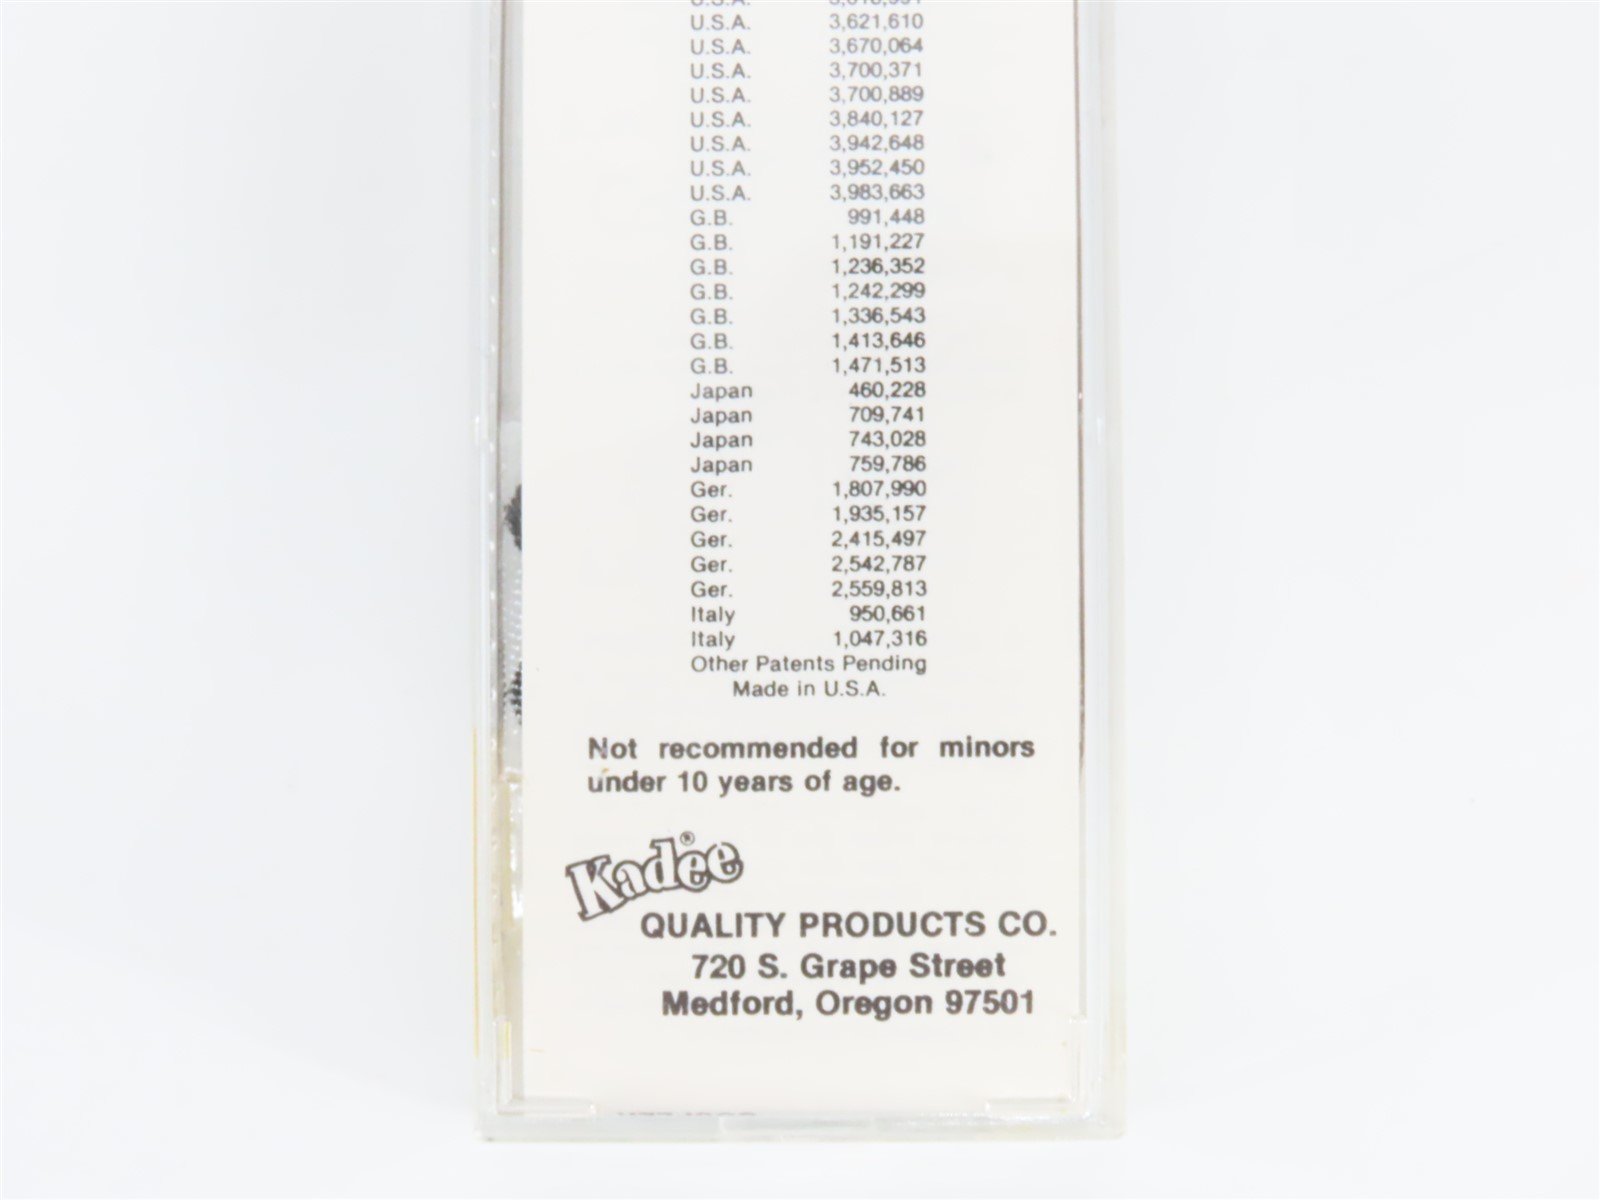 U.S.A. 3,621,610
U.S.A. 3,670,064
U.S.A. 3,700,371
U.S.A. 3,700,889
U.S.A. 3,840,127
U.S.A. 3,942,648
U.S.A. 3,952,450
U.S.A. 3,983,663
G.B. 991,448
G.B. 1,191,227
G.B. 1,236,352
G.B. 1,242,299
G.B. 1,336,543
G.B. 1,413,646
G.B. 1,471,513
Japan 460,228
Japan 709,741
Japan 743,028
Japan 759,786
Ger. 1,807,990
Ger. 1,935,157
Ger. 2,415,497
Ger. 2,542,787
Ger. 2,559,813
Italy 950,661
Italy 1,047,316
Other Patents Pending
Made in U.S.A.
Not recommended for minors
under 10 years of age.
Kadee®
QUALITY PRODUCTS CO.
720 S. Grape Street
Medford, Oregon 97501